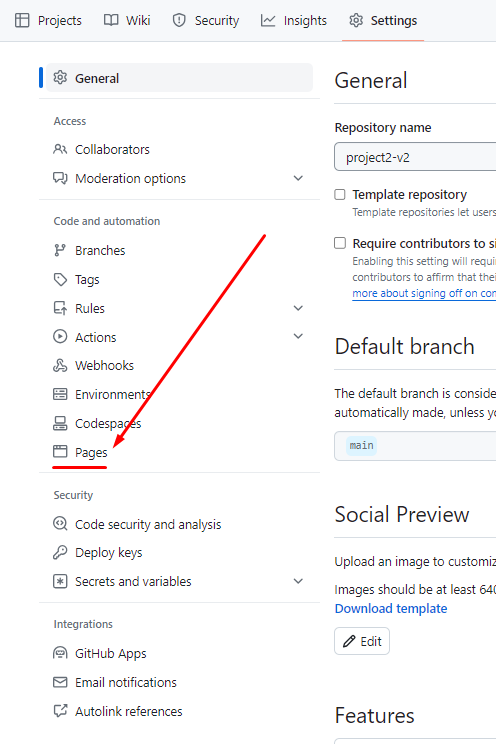 Projects Wiki Security Insights Settings
General
Access
Collaborators
Moderation options
Code and automation
Branches
Tags
Rules
Actions
Webhooks
Environments
Codespaces
Pages
Security
Code security and analysis
Deploy keys
Secrets and variables
Integrations
GitHub Apps
Email notifications
Autolink references
General
Repository name
project2-v2
Template repository
Template repositories let users
Require contributors to si
Enabling this setting will requi
contributors to affirm that thei
more about signing off on com
Default branch
The default branch is conside
automatically made, unless yo
main
Social Preview
Upload an image to customiz
Images should be at least 640
Download template
Edit
Features